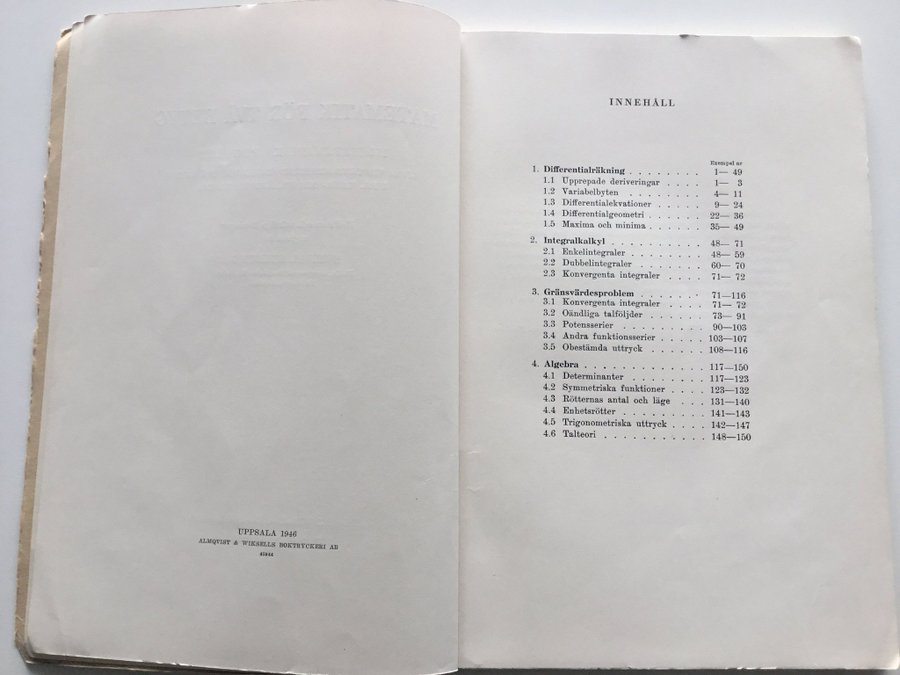 UPPSALA 1946
ALMQVIST & WIKSELLS BOKTRYCKERI AB
45944
INNEHÅLL
Exempel nr
1. Differentialräkning . . . . . . . . 1— 49
1.1 Upprepade deriveringar . . . . 1— 3
1.2 Variabelbyten . . . . . . . . 4— 11
1.3 Differentialekvationer . . . . . 9— 24
1.4 Differentialgeometri . . . . . . 22— 36
1.5 Maxima och minima . . . . . . 35— 49
2. Integralkalkyl . . . . . . . . . . 48— 71
2.1 Enkelintegraler . . . . . . . . 48— 59
2.2 Dubbelintegraler . . . . . . . 60— 70
2.3 Konvergenta integraler . . . . 71— 72
3. Gränsvärdesproblem . . . . . . . 71—116
3.1 Konvergenta integraler . . . . 71— 72
3.2 Oändliga talföljder . . . . . . 73— 91
3.3 Potensserier . . . . . . . . . 90—103
3.4 Andra funktionsserier . . . . . 103—107
3.5 Obestämda uttryck . . . . . . 108—116
4. Algebra . . . . . . . . . . . . . 117—150
4.1 Determinanter . . . . . . . . 117—123
4.2 Symmetriska funktioner . . . . 123—132
4.3 Rötternas antal och läge . . . 131—140
4.4 Enhetsrötter . . . . . . . . . 141—143
4.5 Trigonometriska uttryck . . . . 142—147
4.6 Talteori . . . . . . . . . . . 148—150